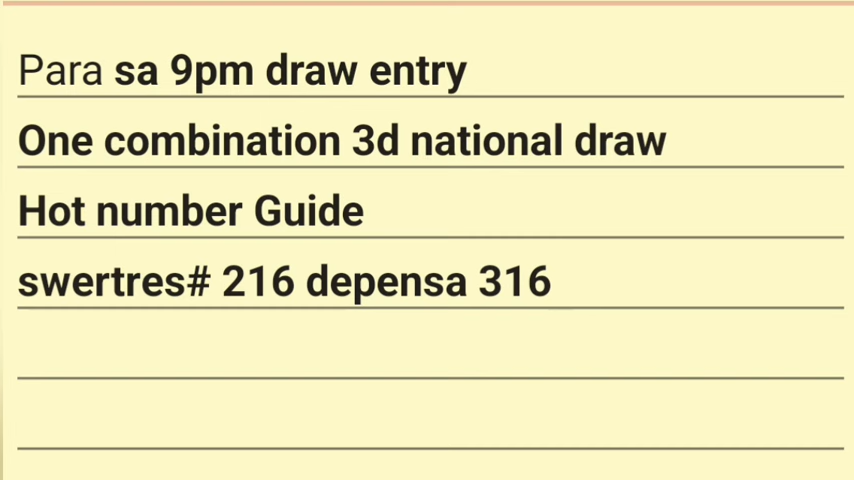 Para sa 9pm draw entry
One combination 3d national draw
Hot number Guide
swertres# 216 depensa 316